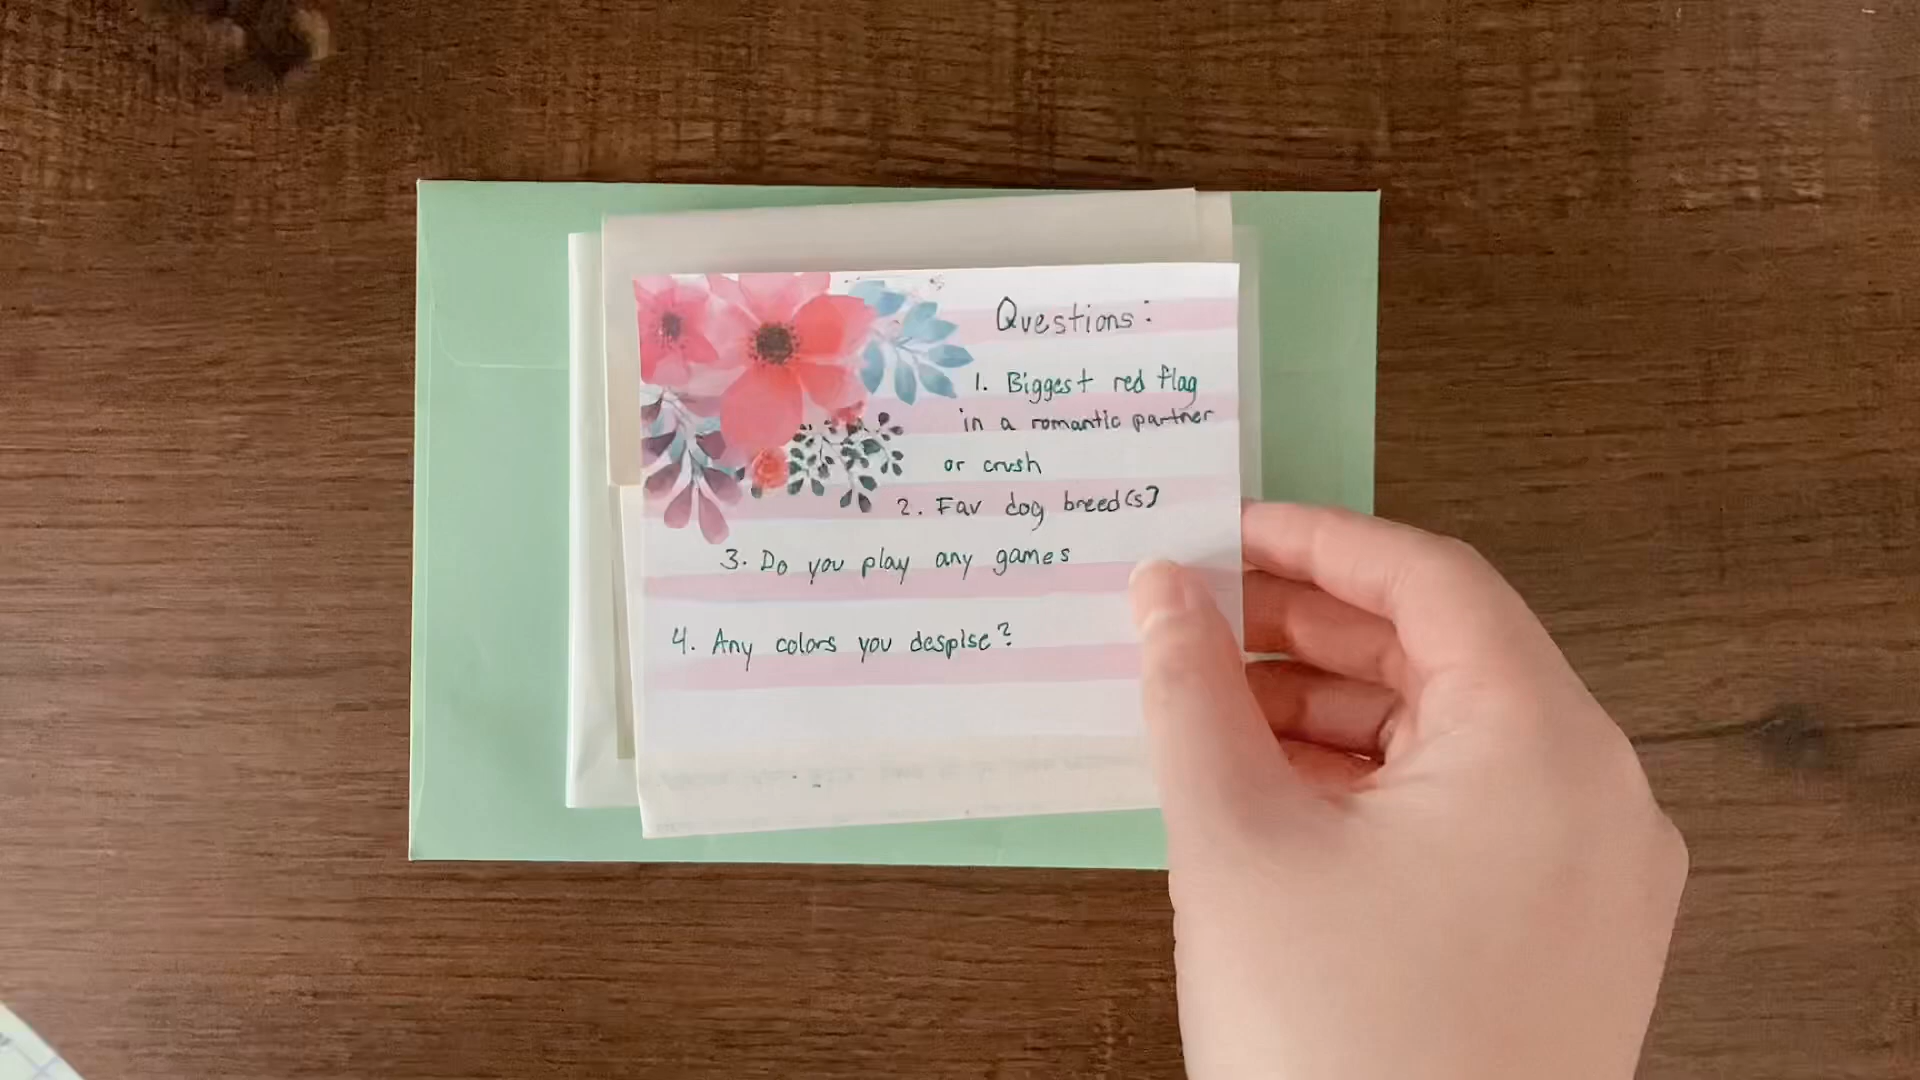 Questions:
1. Biggest red flag
in a romantic partner
or crush
2. Fav dog breed(s)
3. Do you play any games
4. Any colors you despise?